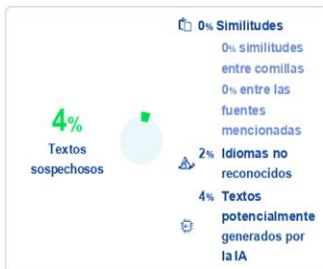 4%
Textos
sospechosos
0% Similitudes
0% similitudes
entre comillas
0% entre las
fuentes
mencionadas
2% Idiomas no
reconocidos
4% Textos
potencialmente
generados por
la IA